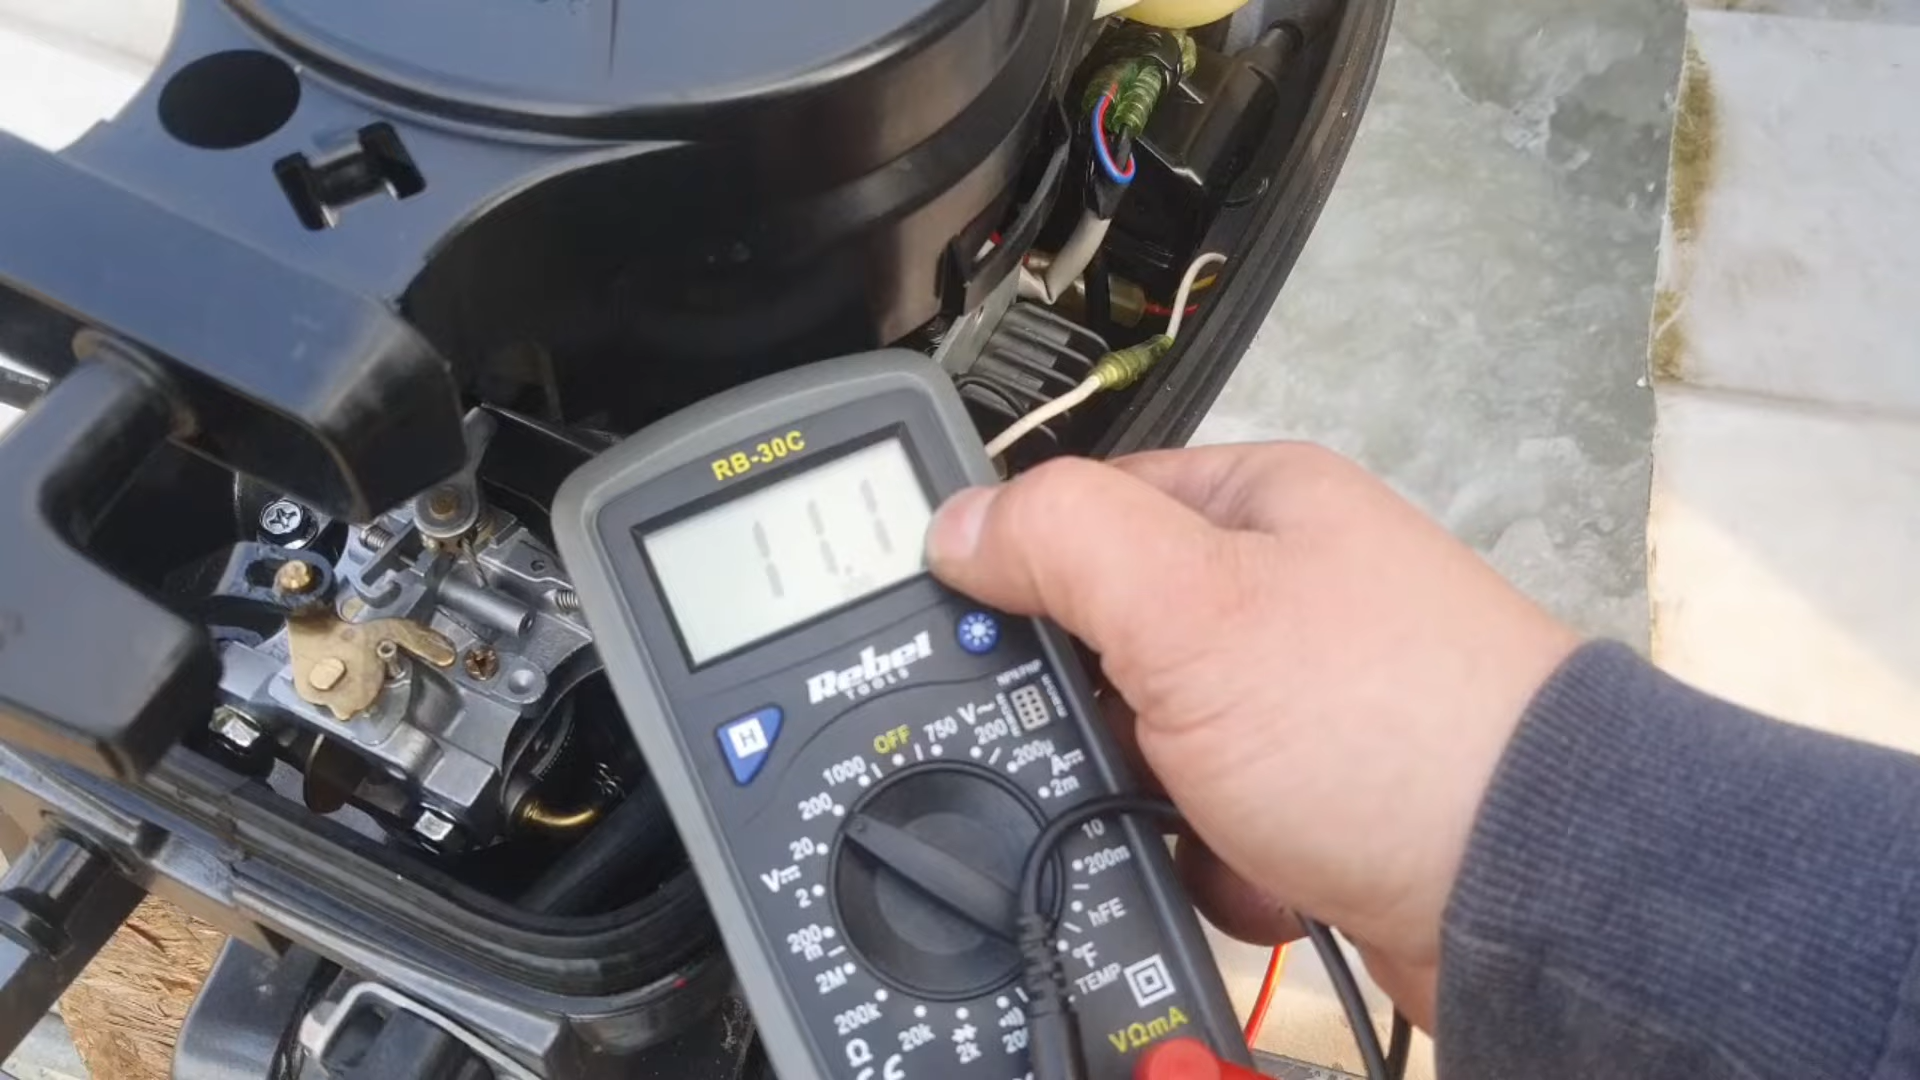 RB-30C
11.1
Rebel
TOOLS
H
OFF
750
V~
200
200µ
A⎓
2m
10
200m
hFE
°F
TEMP
1000
200
20
V⎓
2
200
m
2M
200k
Ω
20k
2k
VΩmA